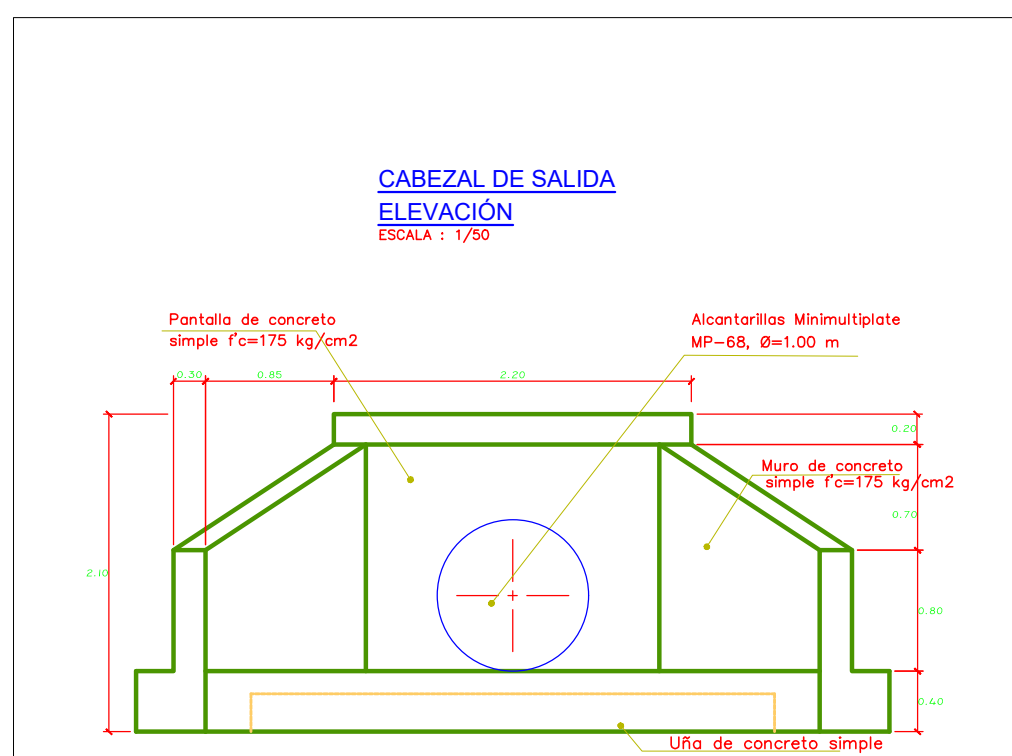 CABEZAL DE SALIDA
ELEVACIÓN
ESCALA : 1/50
Pantalla de concreto
simple f'c=175 kg/cm2
Alcantarillas Minimultiplate
MP-68, Ø=1.00 m
0.30
0.85
2.20
0.20
Muro de concreto
simple f'c=175 kg/cm2
0.70
2.10
0.80
0.40
Uña de concreto simple